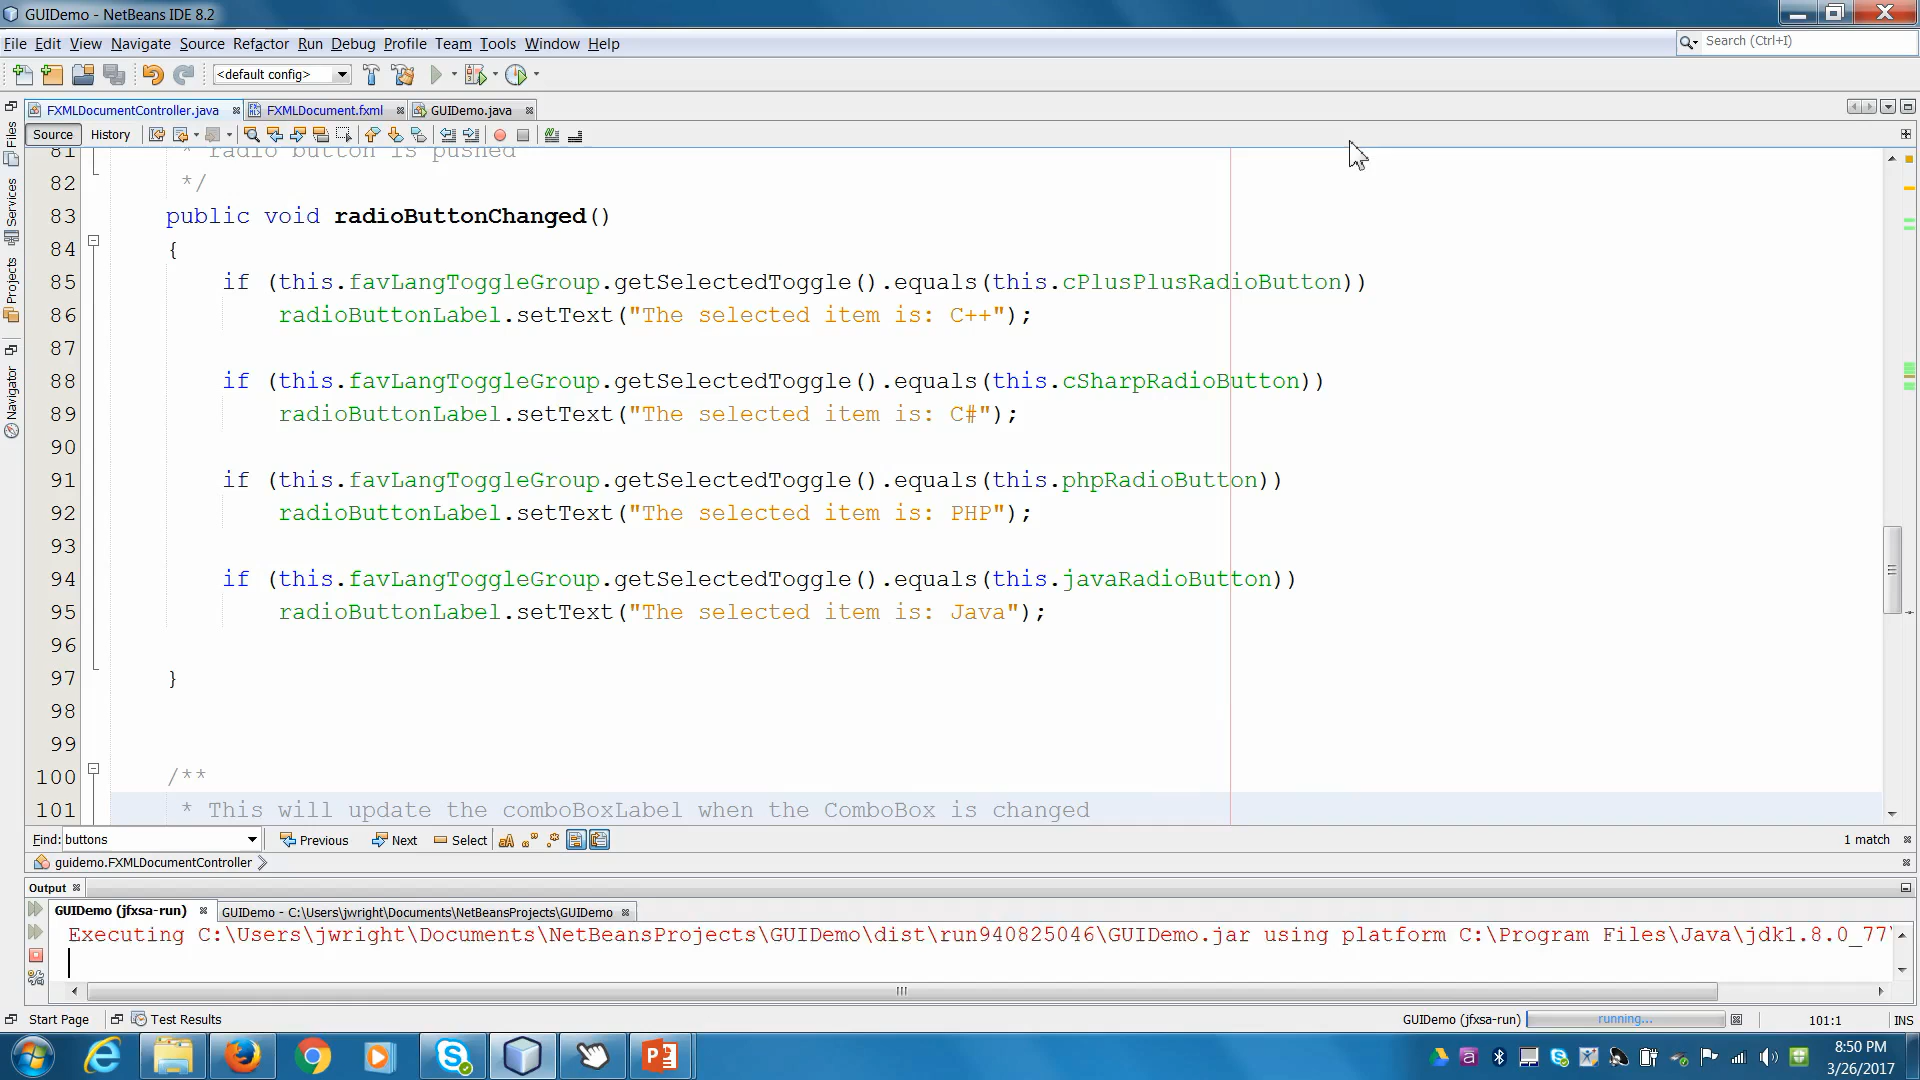 GUIDemo - NetBeans IDE 8.2
File Edit View Navigate Source Refactor Run Debug Profile Team Tools Window Help
Search (Ctrl+I)
<default config>
FXMLDocumentController.java FXMLDocument.fxml GUIDemo.java
Source History
Files
Services
Projects
Navigator
81 * radio button is pushed
82 */
83 public void radioButtonChanged()
84 {
85 if (this.favLangToggleGroup.getSelectedToggle().equals(this.cPlusPlusRadioButton))
86 radioButtonLabel.setText("The selected item is: C++");
87
88 if (this.favLangToggleGroup.getSelectedToggle().equals(this.cSharpRadioButton))
89 radioButtonLabel.setText("The selected item is: C#");
90
91 if (this.favLangToggleGroup.getSelectedToggle().equals(this.phpRadioButton))
92 radioButtonLabel.setText("The selected item is: PHP");
93
94 if (this.favLangToggleGroup.getSelectedToggle().equals(this.javaRadioButton))
95 radioButtonLabel.setText("The selected item is: Java");
96
97 }
98
99
100 /**
101 * This will update the comboBoxLabel when the ComboBox is changed
Find: buttons Previous Next Select 1 match
guidemo.FXMLDocumentController
Output
GUIDemo (jfxsa-run) GUIDemo - C:\Users\jwright\Documents\NetBeansProjects\GUIDemo
Executing C:\Users\jwright\Documents\NetBeansProjects\GUIDemo\dist\run940825046\GUIDemo.jar using platform C:\Program Files\Java\jdk1.8.0_77\
Start Page Test Results GUIDemo (jfxsa-run) running... 101:1 INS
8:50 PM
3/26/2017